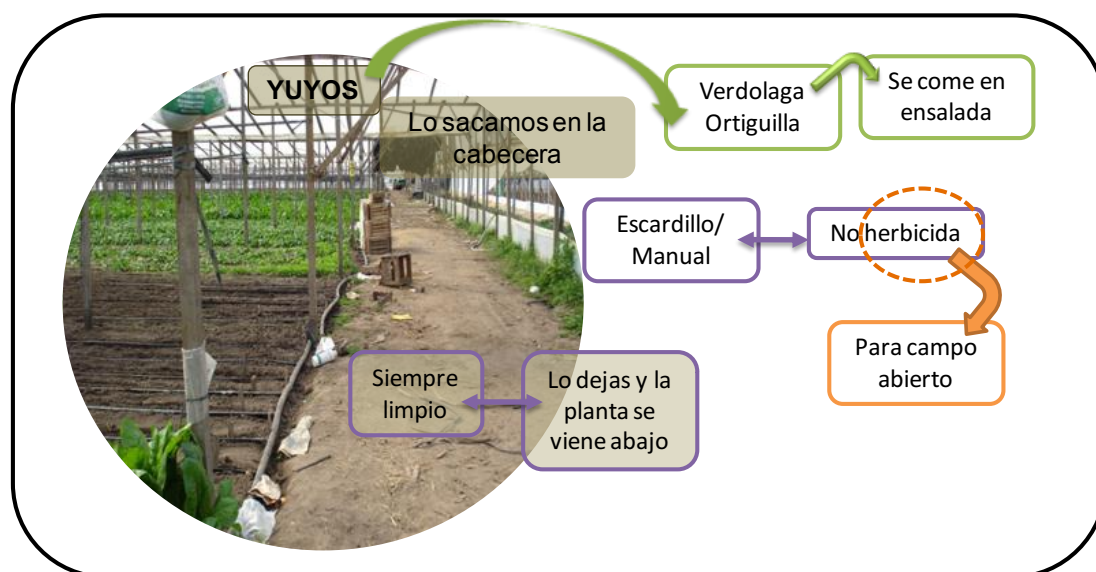 YUYOS
Lo sacamos en la
cabecera
Verdolaga
Ortiguilla
Se come en
ensalada
Escardillo/
Manual
No herbicida
Para campo
abierto
Siempre
limpio
Lo dejas y la
planta se
viene abajo